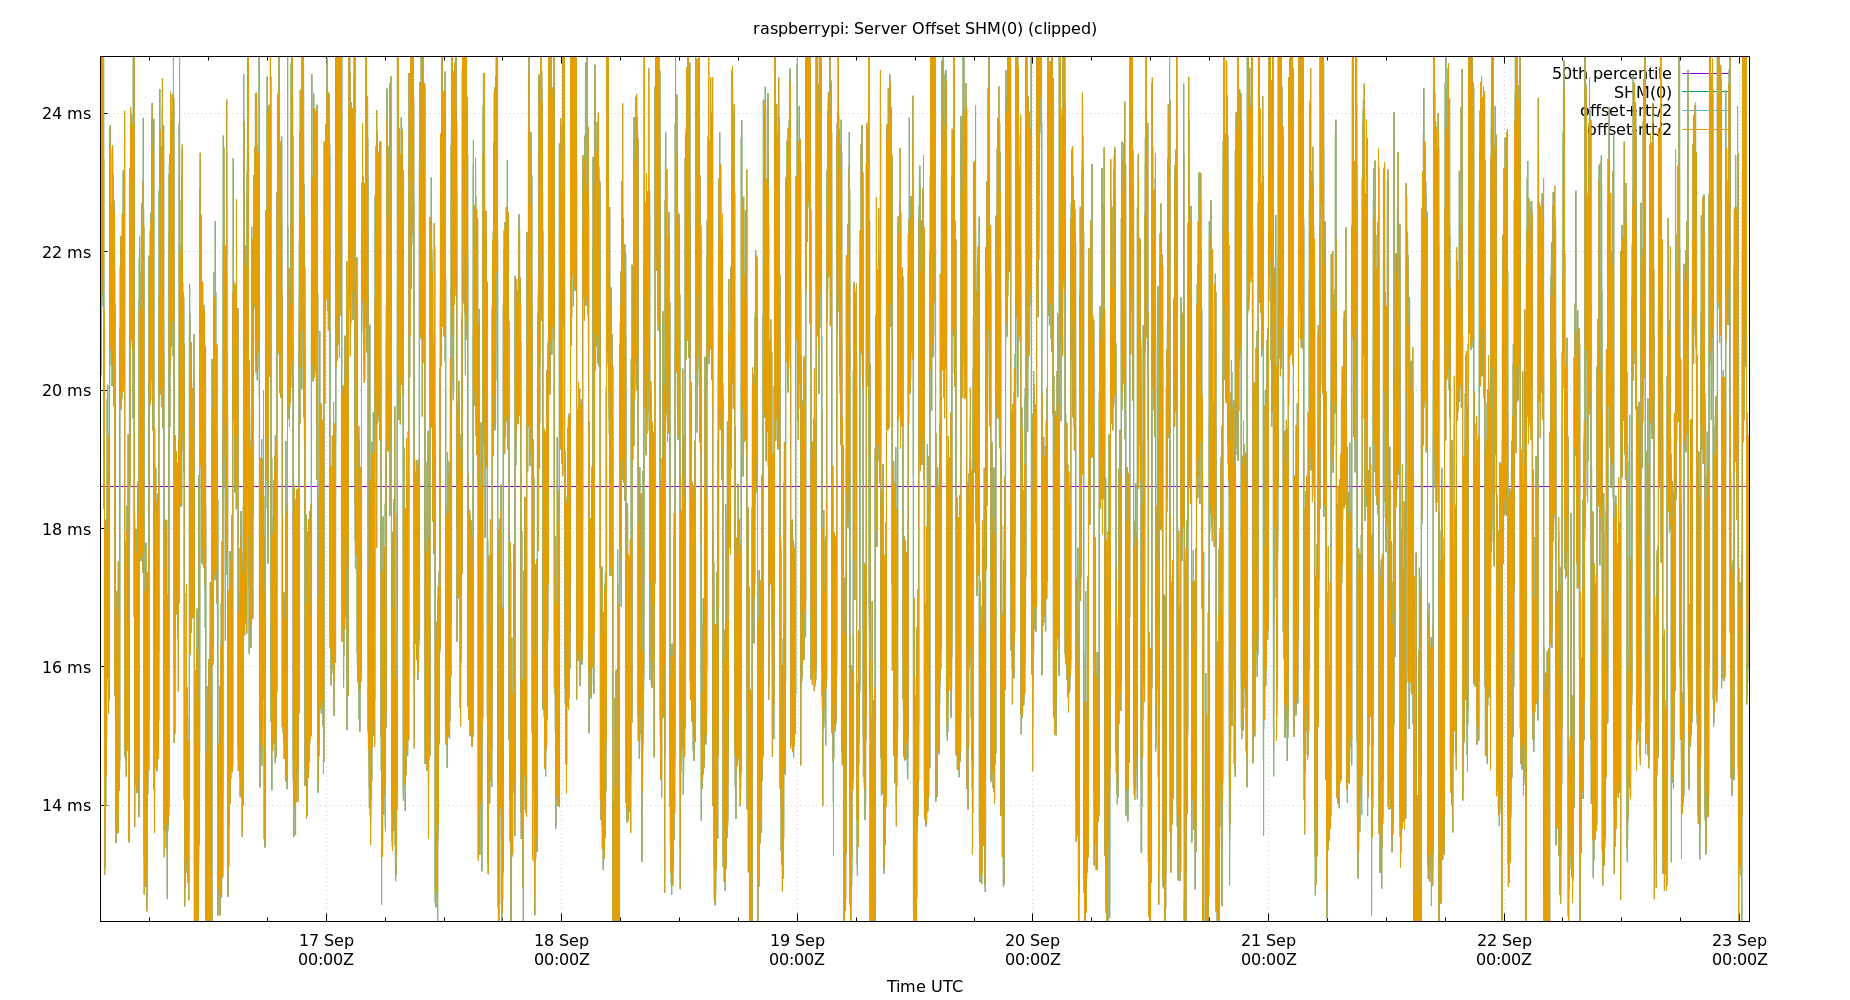 raspberrypi: Server Offset SHM(0) (clipped)
50th percentile
SHM(0)
offset+rtt/2
offset-rtt/2
24 ms
22 ms
20 ms
18 ms
16 ms
14 ms
17 Sep
00:00Z
18 Sep
00:00Z
19 Sep
00:00Z
20 Sep
00:00Z
21 Sep
00:00Z
22 Sep
00:00Z
23 Sep
00:00Z
Time UTC